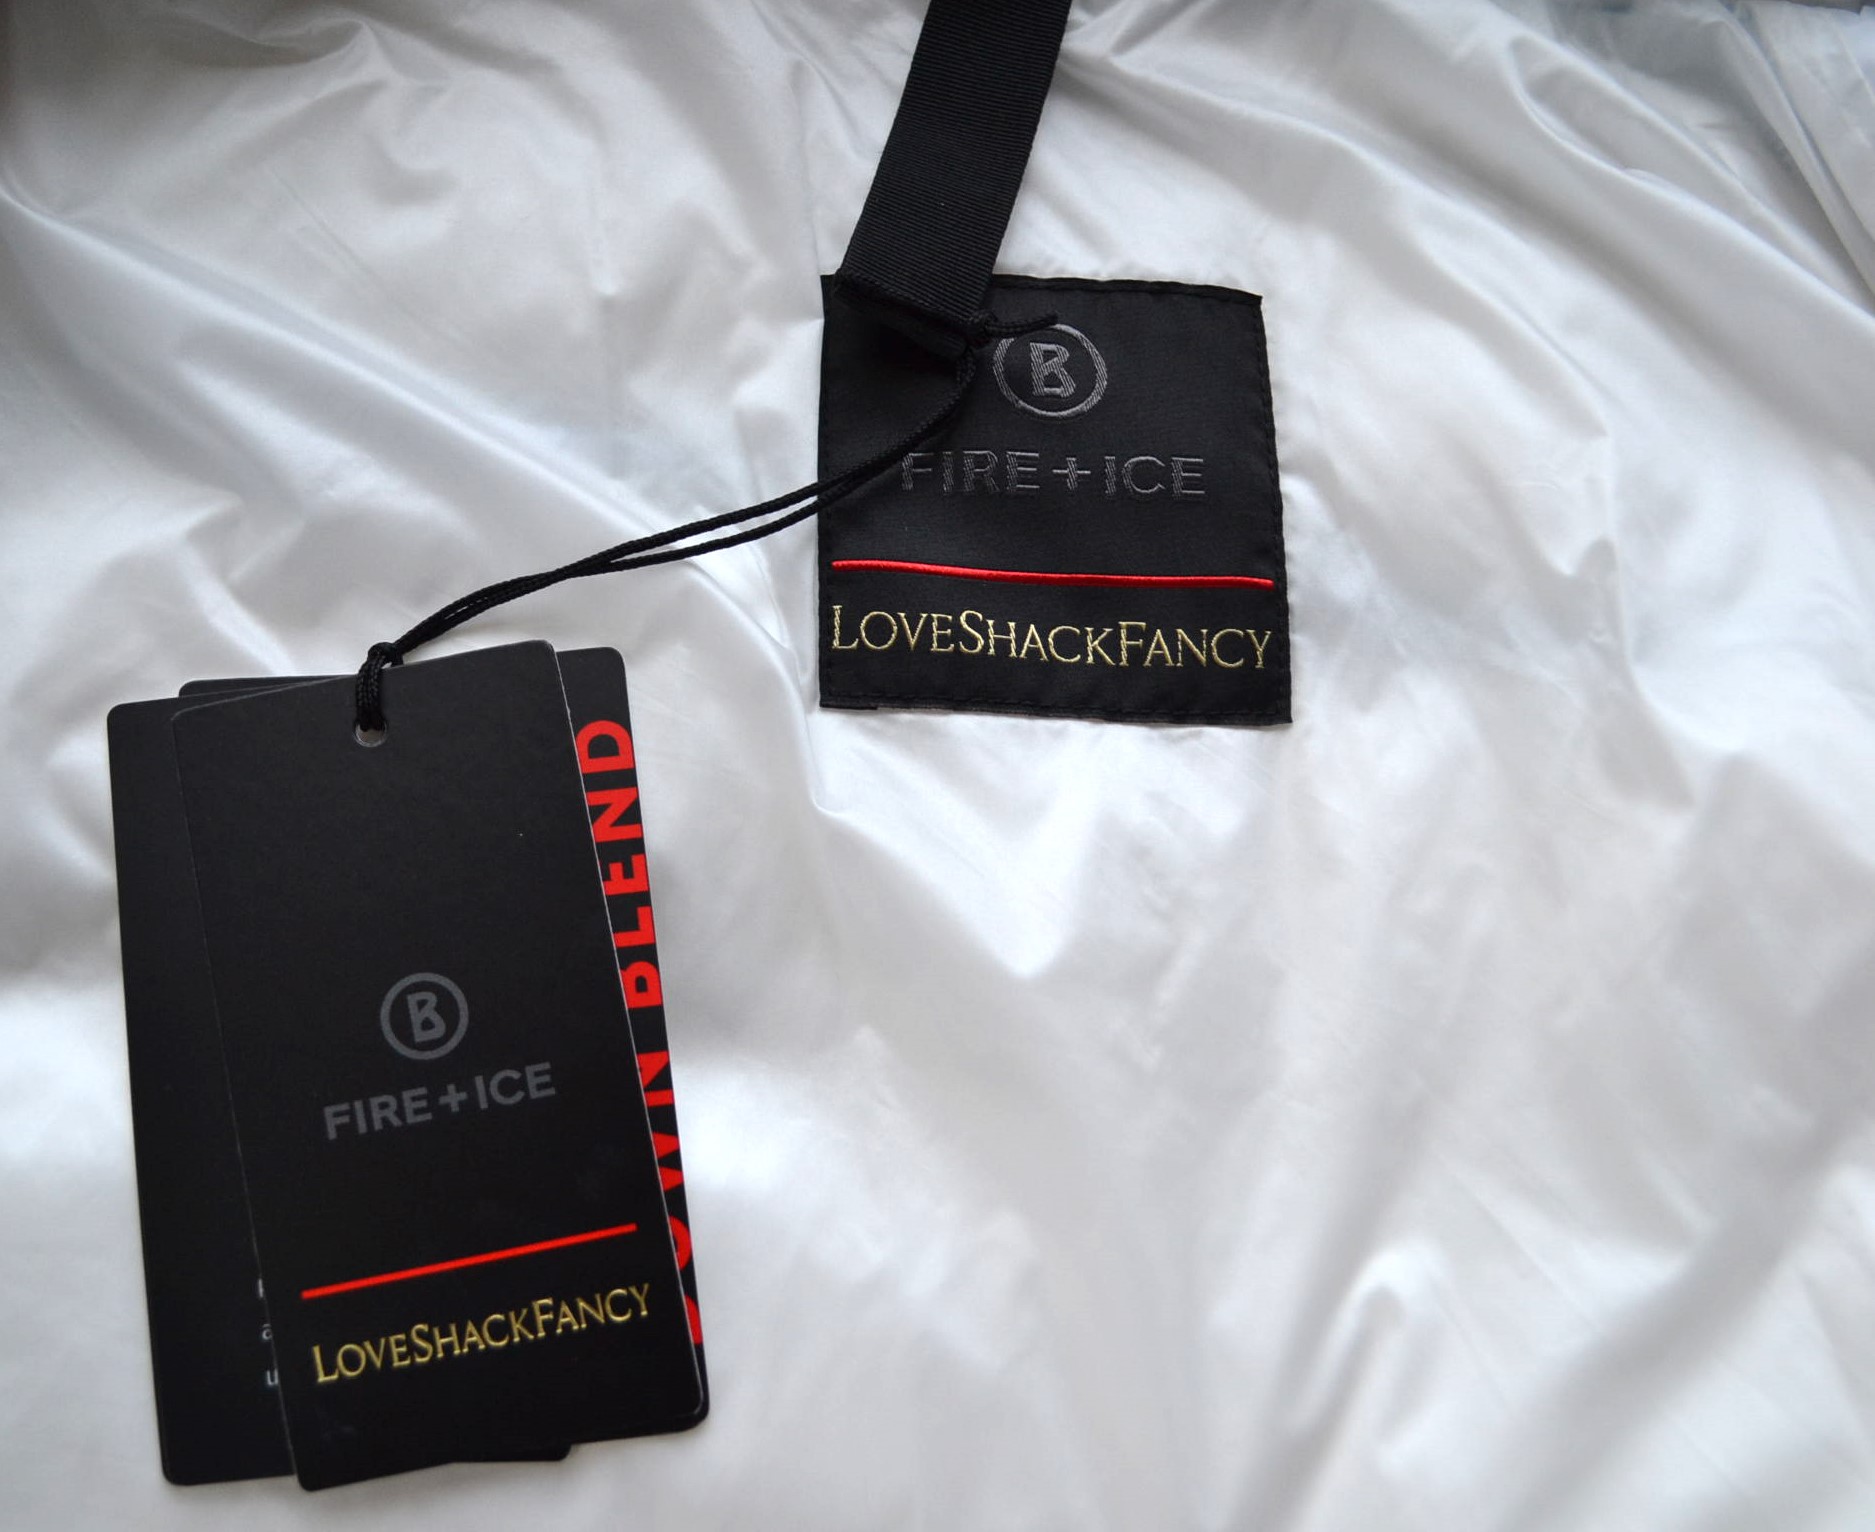 B
FIRE+ICE
LOVESHACKFANCY
B
FIRE+ICE
LOVESHACKFANCY
DOWN BLEND